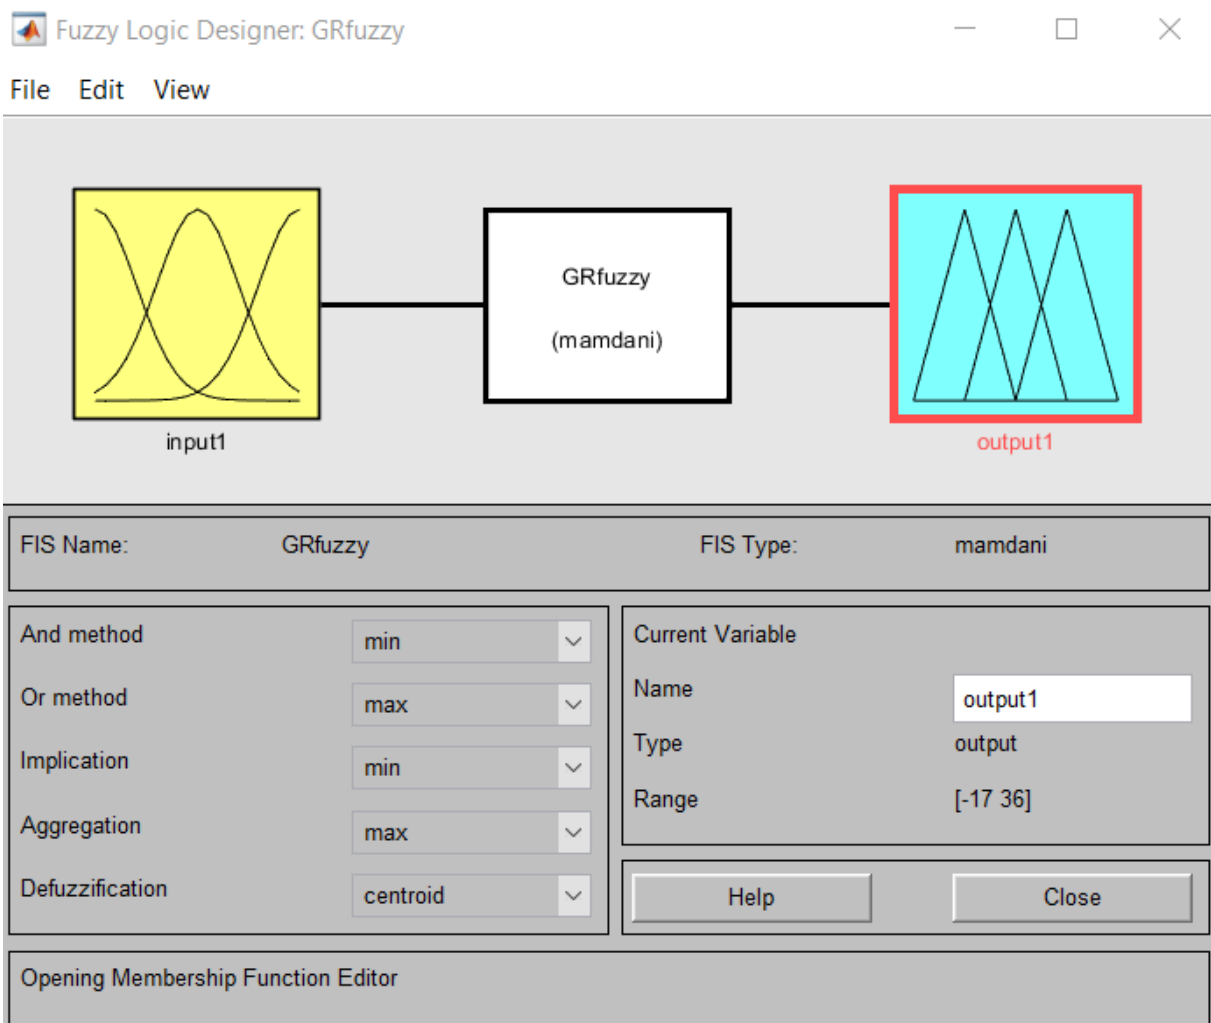 Fuzzy Logic Designer: GRfuzzy
File Edit View
GRfuzzy
(mamdani)
input1
output1
FIS Name: GRfuzzy FIS Type: mamdani
And method min
Or method max
Implication min
Aggregation max
Defuzzification centroid
Current Variable
Name output1
Type output
Range [-17 36]
Help Close
Opening Membership Function Editor